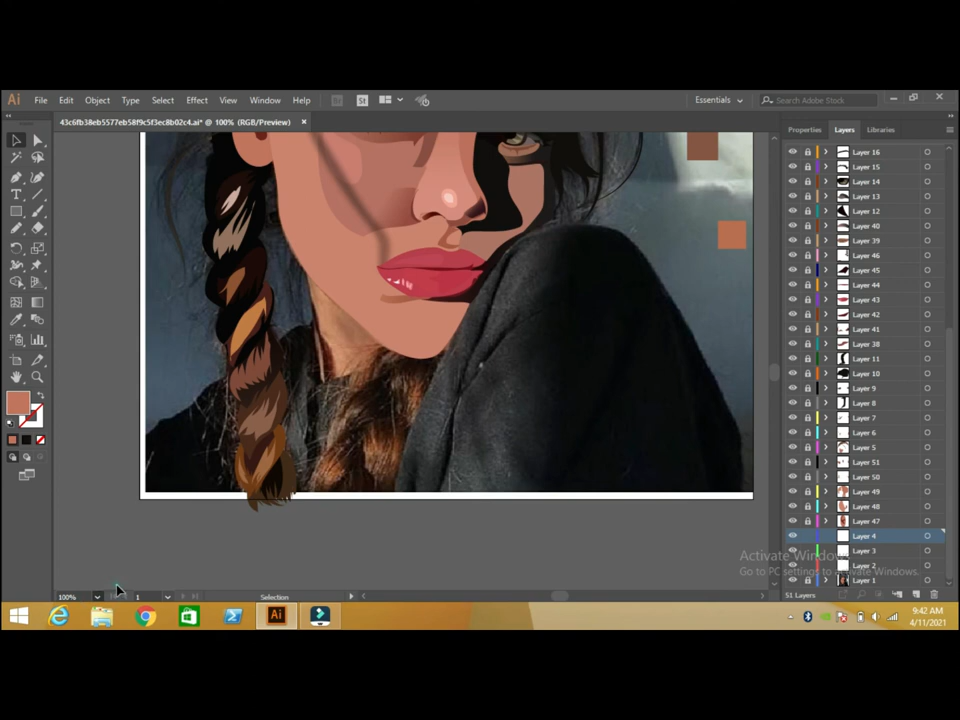 Ai File Edit Object Type Select Effect View Window Help Br St Essentials Search Adobe Stock
43c6fb38eb5577eb58f9c5f3ec8b02c4.ai* @ 100% (RGB/Preview)
Properties Layers Libraries
Layer 16
Layer 15
Layer 14
Layer 13
Layer 12
Layer 40
Layer 39
Layer 46
Layer 45
Layer 44
Layer 43
Layer 42
Layer 41
Layer 38
Layer 11
Layer 10
Layer 9
Layer 8
Layer 7
Layer 6
Layer 5
Layer 51
Layer 50
Layer 49
Layer 48
Layer 47
Layer 4
Layer 3
Layer 2
Layer 1
Activate Windows
Go to PC settings to activate Windows.
100% 1 Selection 51 Layers
Ai
9:42 AM
4/11/2021